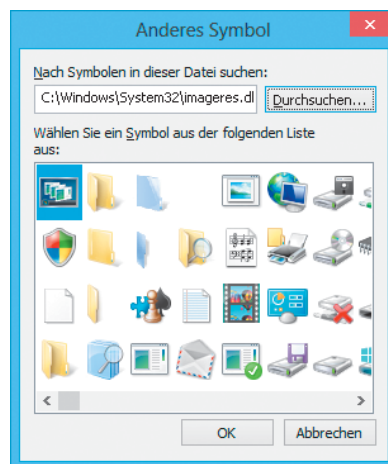 Anderes Symbol
Nach Symbolen in dieser Datei suchen:
C:\Windows\System32\imageres.dl
Durchsuchen...
Wählen Sie ein Symbol aus der folgenden Liste
aus:
OK
Abbrechen